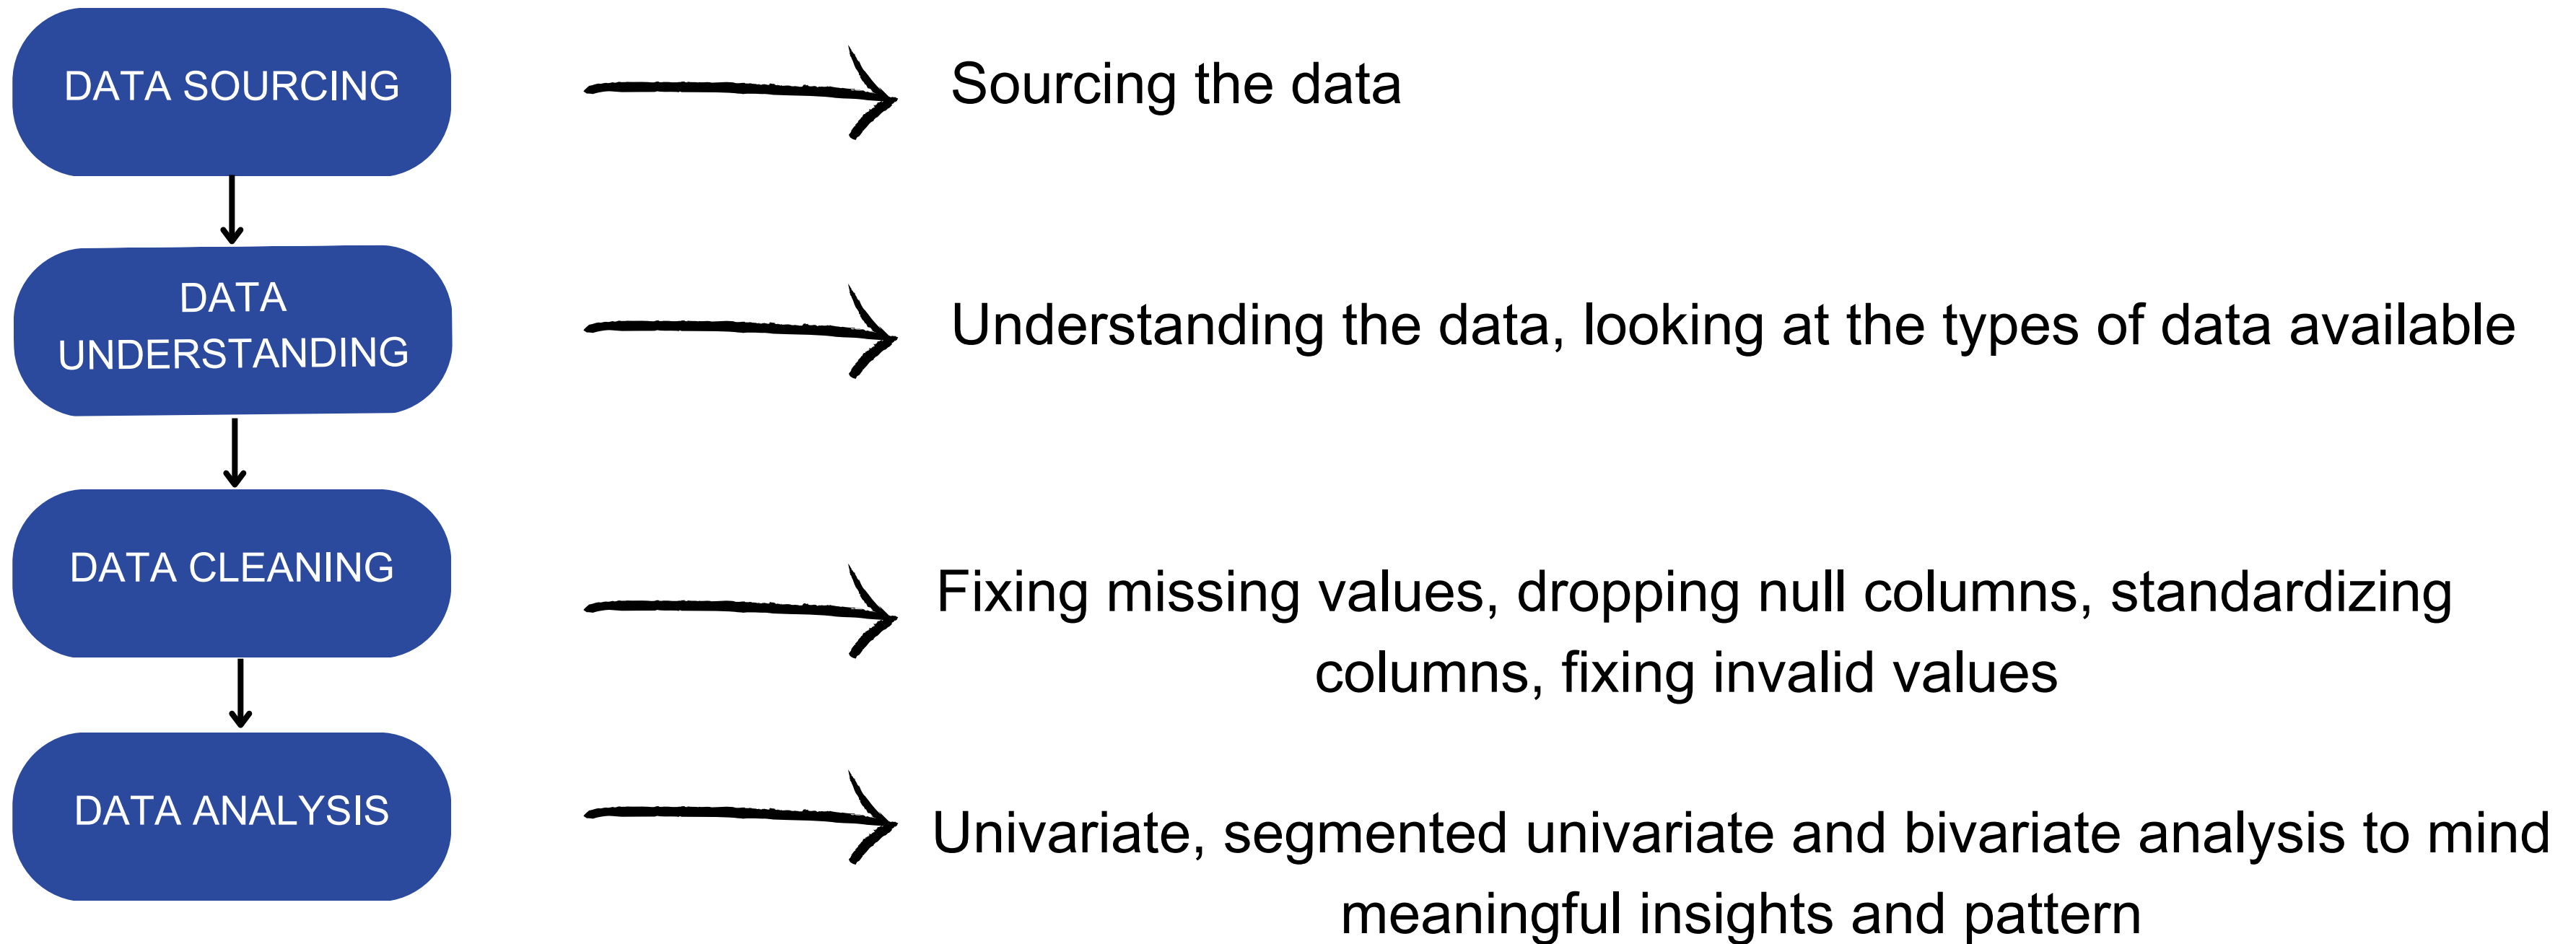 DATA SOURCING
Sourcing the data
DATA
UNDERSTANDING
Understanding the data, looking at the types of data available
DATA CLEANING
Fixing missing values, dropping null columns, standardizing
columns, fixing invalid values
DATA ANALYSIS
Univariate, segmented univariate and bivariate analysis to mind
meaningful insights and pattern